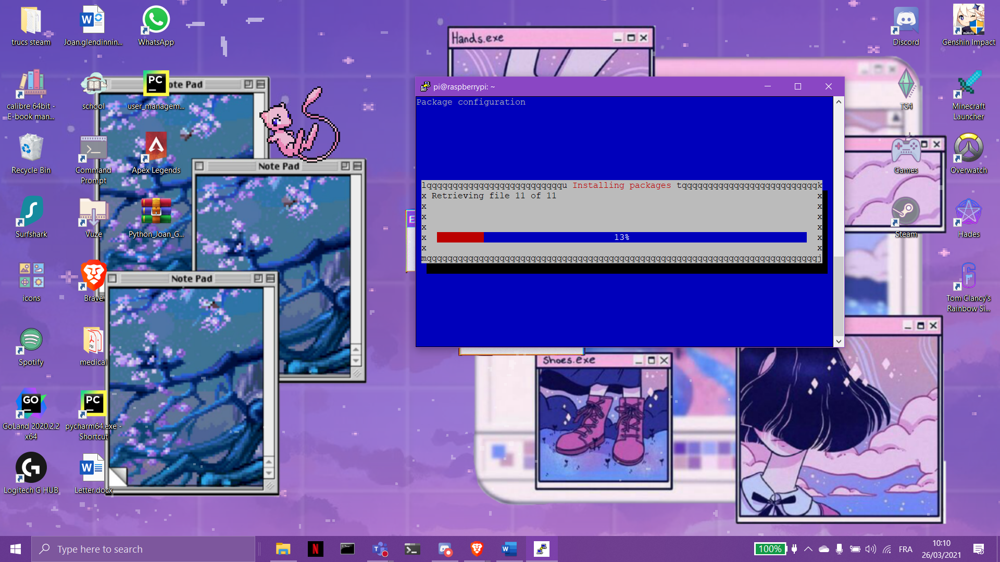 trucs steam
Joan.glendinnin...
WhatsApp
Discord
Genshin Impact
Hands.exe
calibre 64bit -
E-book man...
school
user_managem...
ote Pad
TS4
Minecraft
Launcher
pi@raspberrypi: ~
Package configuration
Recycle Bin
Command
Prompt
Apex Legends
Note Pad
Games
Overwatch
lqqqqqqqqqqqqqqqqqqqqqqqqqqu Installing packages tqqqqqqqqqqqqqqqqqqqqqqqqqqk
x Retrieving file 11 of 11 x
x x
x x
x x
x 13% x
x x
mqqqqqqqqqqqqqqqqqqqqqqqqqqqqqqqqqqqqqqqqqqqqqqqqqqqqqqqqqqqqqqqqqqqqqqqqqqqj
Surfshark
Vuze
Python_Joan_G...
Steam
Hades
icons
Brave
Note Pad
Tom Clancy's
Rainbow Si...
Spotify
medical
Shoes.exe
GoLand 2020.2.2
x64
pycharm64.exe -
Shortcut
Logitech G HUB
Letter.docx
Type here to search
100%
FRA
10:10
26/03/2021